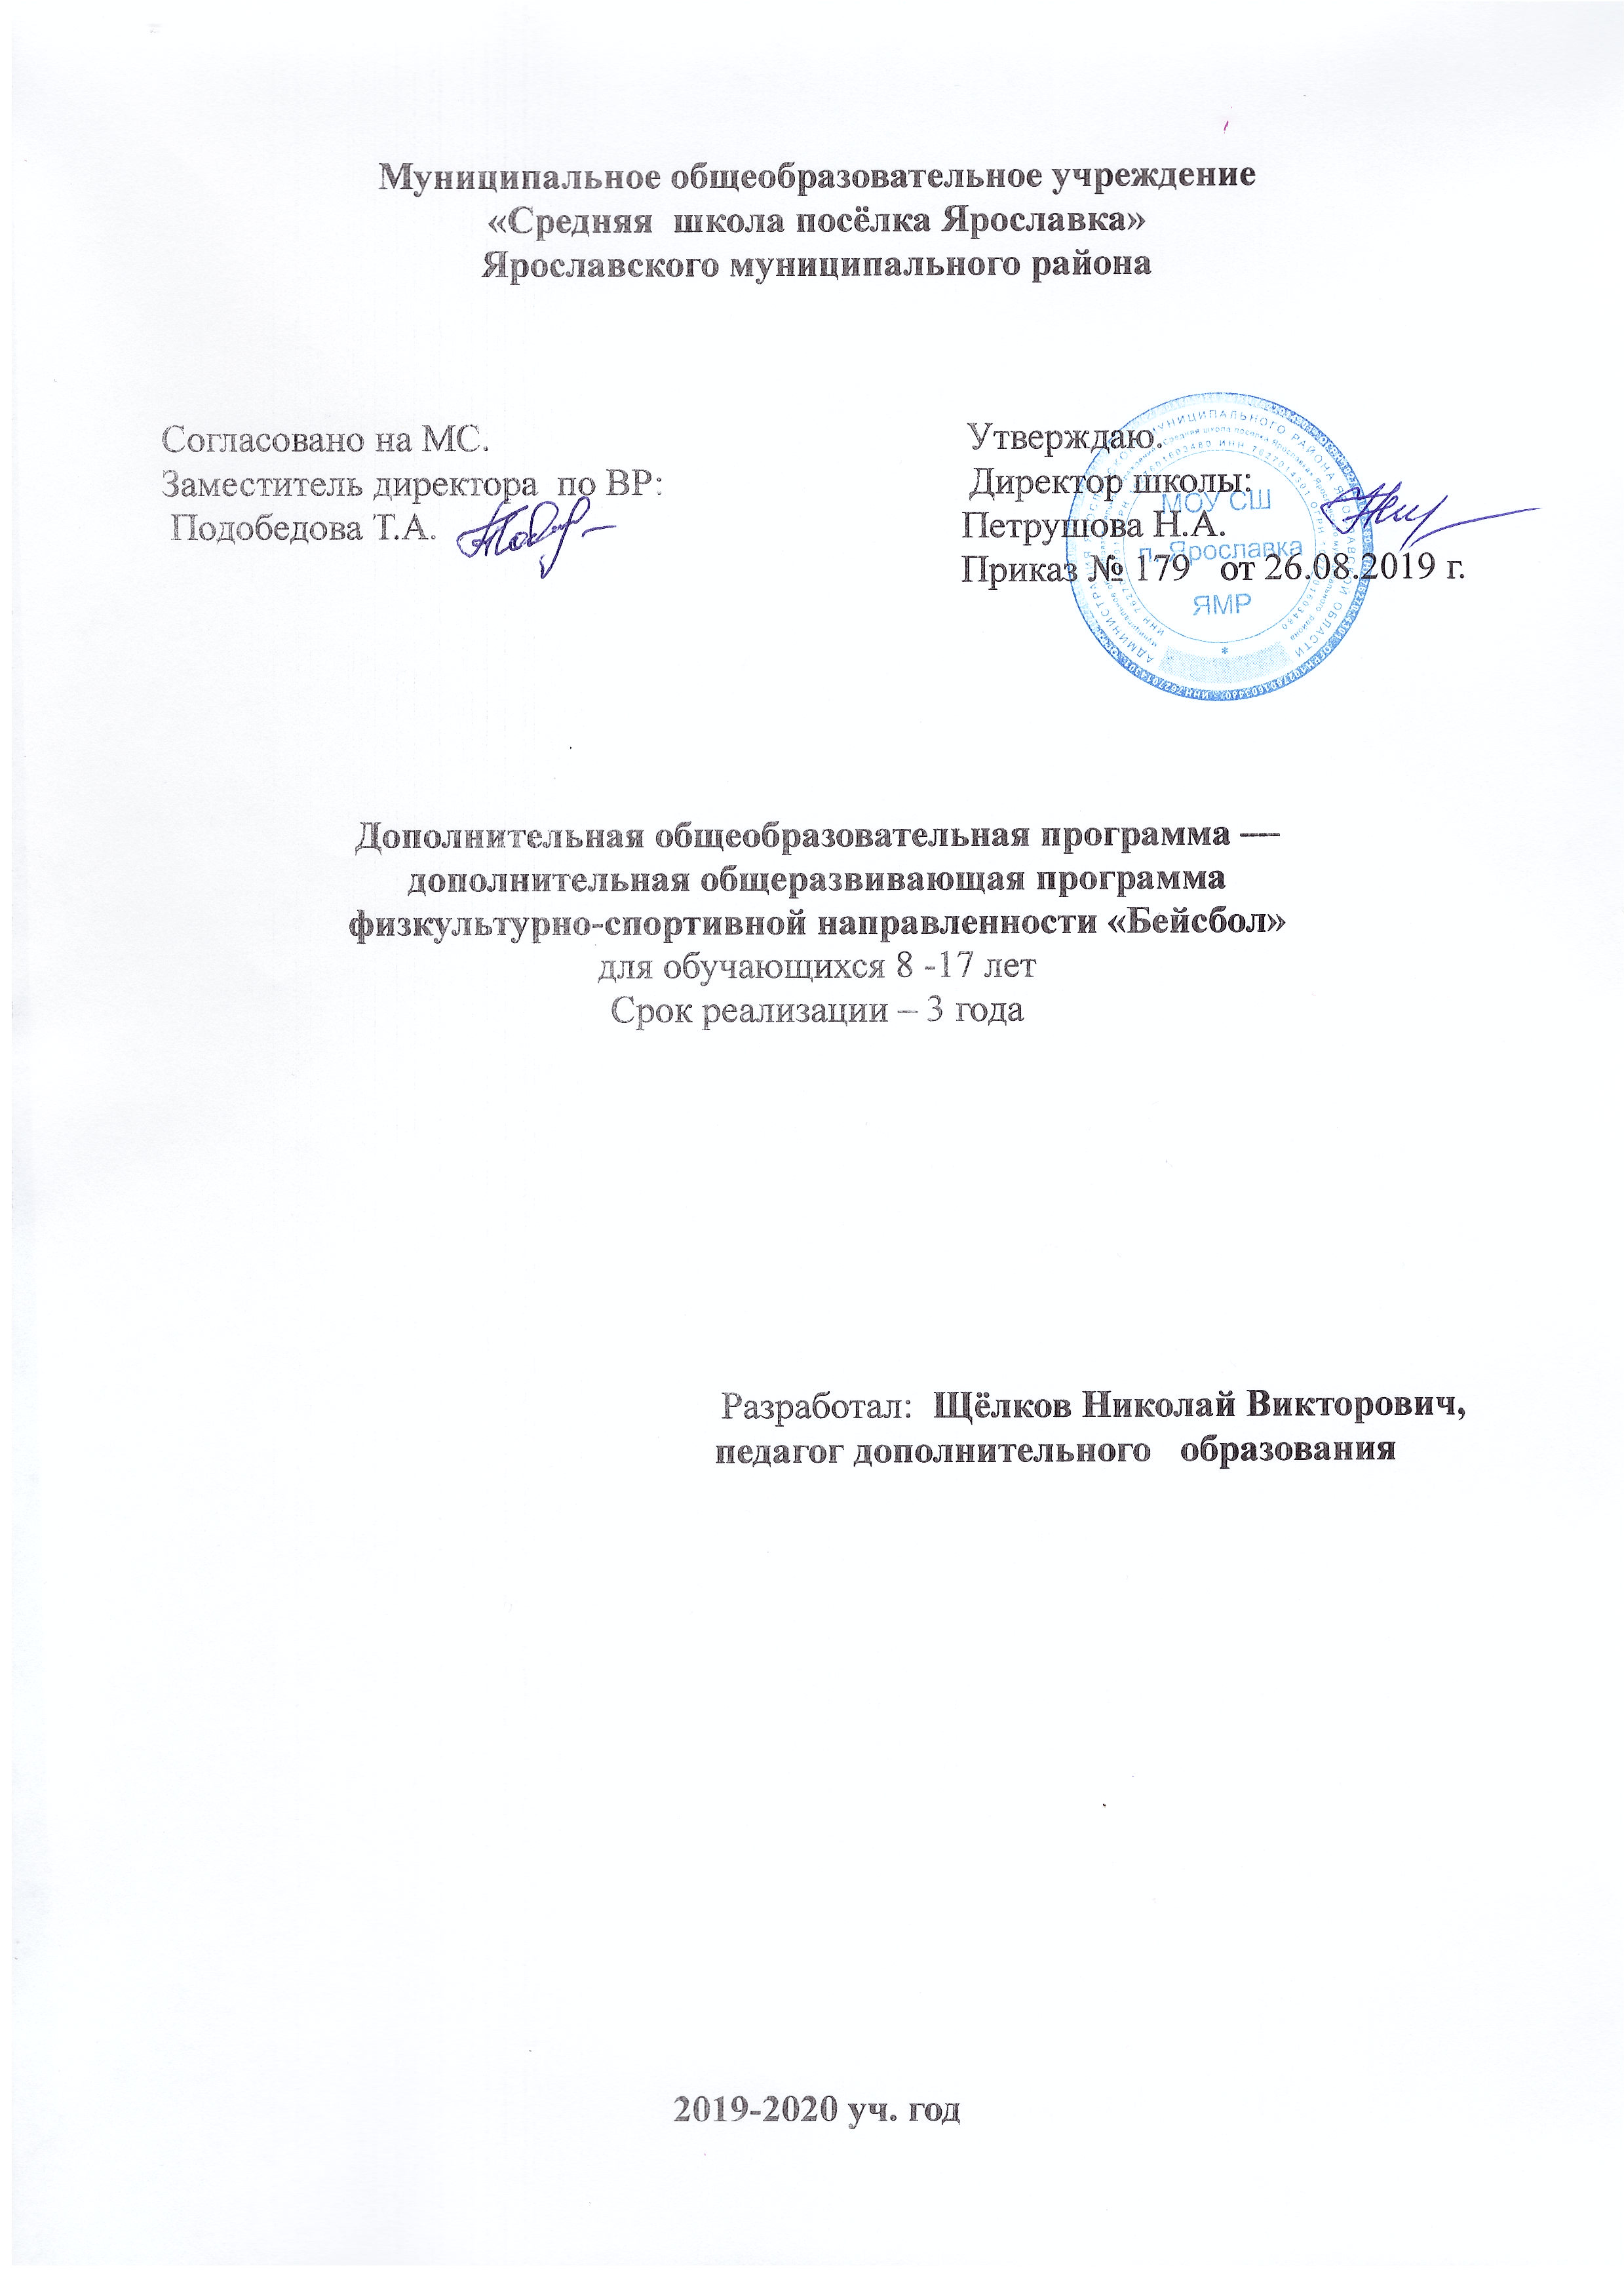 Муниципальное общеобразовательное учреждение
«Средняя школа посёлка Ярославка»
Ярославского муниципального района
Согласовано на МС.
Заместитель директора по ВР:
Подобедова Т.А.
Утверждаю.
Директор школы:
Петрушова Н.А.
Приказ № 179 от 26.08.2019 г.
МОУ СШ
п. Ярославка
ЯМР
Дополнительная общеобразовательная программа —
дополнительная общеразвивающая программа
физкультурно-спортивной направленности «Бейсбол»
для обучающихся 8 -17 лет
Срок реализации – 3 года
Разработал: Щёлков Николай Викторович,
педагог дополнительного образования
2019-2020 уч. год